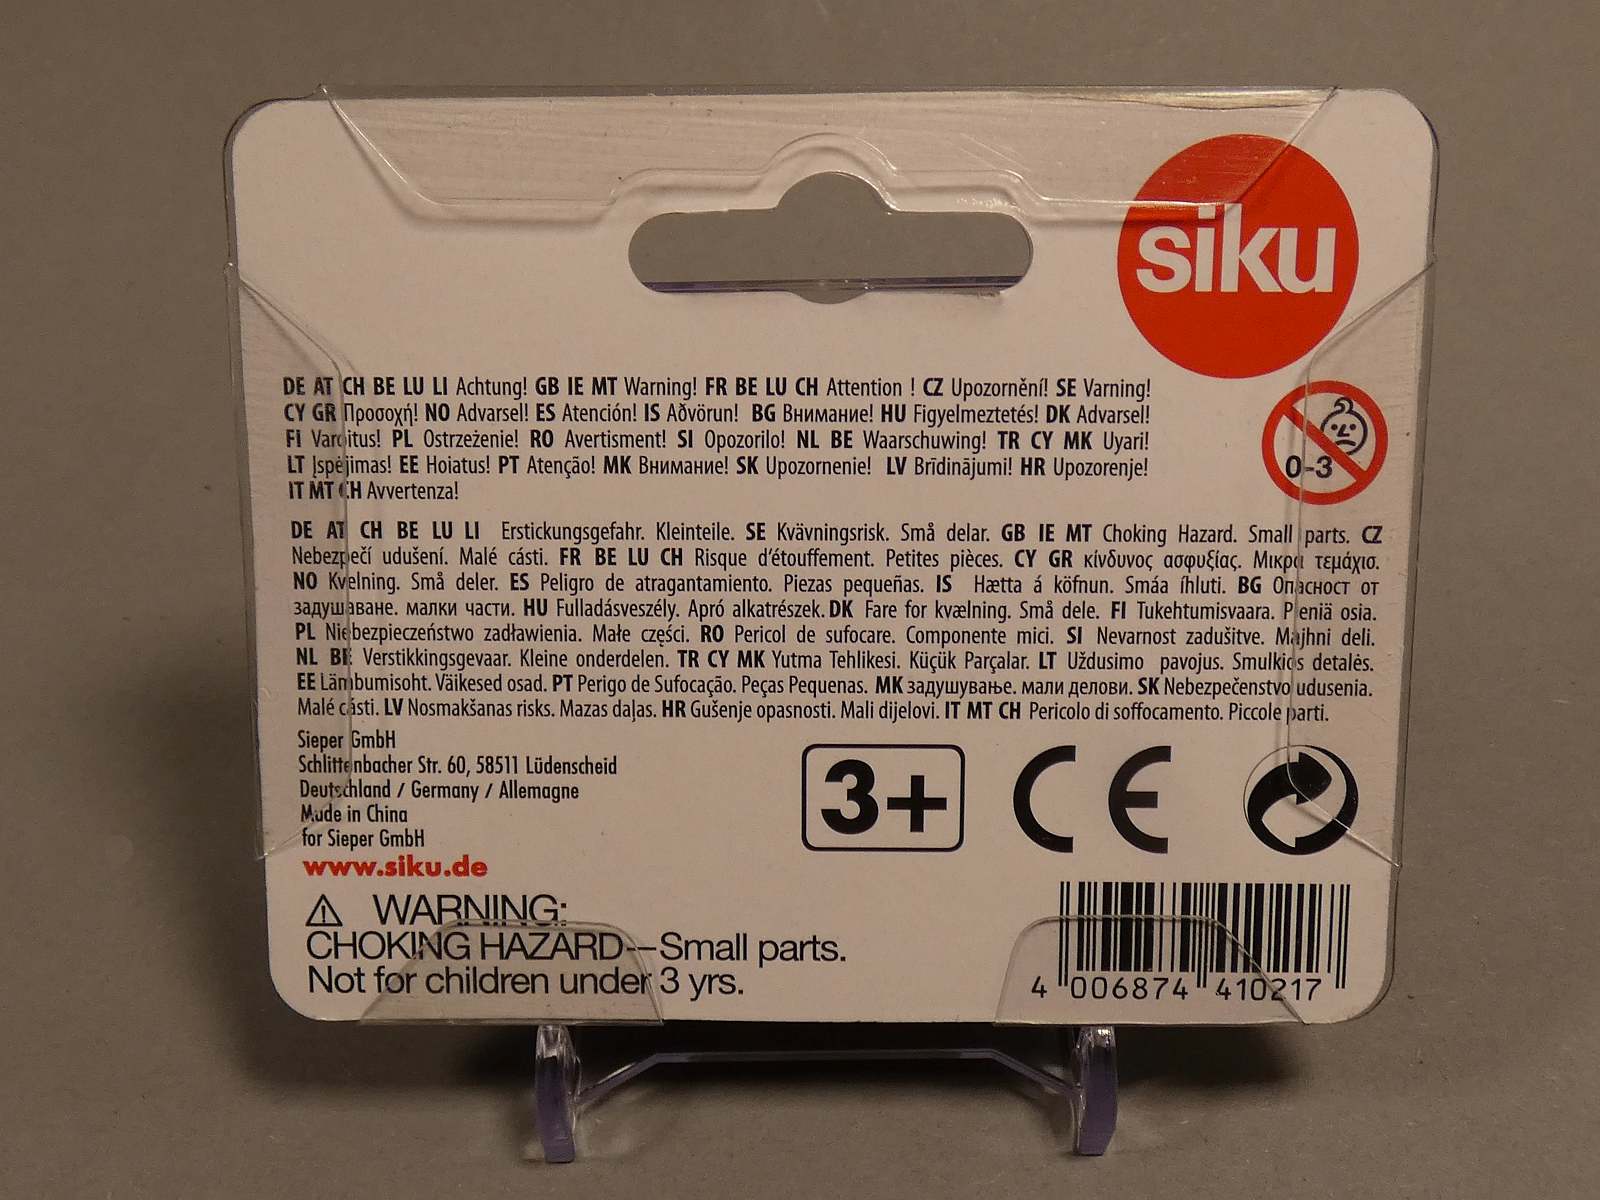 siku
DE AT CH BE LU LI Achtung! GB IE MT Warning! FR BE LU CH Attention ! CZ Upozornění! SE Varning!
CY GR Προσοχή! NO Advarsel! ES Atención! IS Aðvörun! BG Внимание! HU Figyelmeztetés! DK Advarsel!
FI Varoitus! PL Ostrzeżenie! RO Avertisment! SI Opozorilo! NL BE Waarschuwing! TR CY MK Uyari!
LT Įspėjimas! EE Hoiatus! PT Atenção! MK Внимание! SK Upozornenie! LV Brīdinājumi! HR Upozorenje!
IT MT CH Avvertenza!
0-3
DE AT CH BE LU LI Erstickungsgefahr. Kleinteile. SE Kvävningsrisk. Små delar. GB IE MT Choking Hazard. Small parts. CZ
Nebezpečí udušení. Malé cásti. FR BE LU CH Risque d'étouffement. Petites pièces. CY GR κίνδυνος ασφυξίας. Μικρα τεμάχιο.
NO Kvelning. Små deler. ES Peligro de atragantamiento. Piezas pequeñas. IS Hætta á köfnun. Smáa íhluti. BG Опасност от
задушаване. малки части. HU Fulladásveszély. Apró alkatrészek. DK Fare for kvælning. Små dele. FI Tukehtumisvaara. Pieniä osia.
PL Niebezpieczeństwo zadławienia. Małe części. RO Pericol de sufocare. Componente mici. SI Nevarnost zadušitve. Majhni deli.
NL BE Verstikkingsgevaar. Kleine onderdelen. TR CY MK Yutma Tehlikesi. Küçük Parçalar. LT Uždusimo pavojus. Smulkios detalės.
EE Lämbumisoht. Väikesed osad. PT Perigo de Sufocação. Peças Pequenas. MK задушување. мали делови. SK Nebezpečenstvo udusenia.
Malé cásti. LV Nosmakšanas risks. Mazas daļas. HR Gušenje opasnosti. Mali dijelovi. IT MT CH Pericolo di soffocamento. Piccole parti.
Sieper GmbH
Schlittenbacher Str. 60, 58511 Lüdenscheid
Deutschland / Germany / Allemagne
Made in China
for Sieper GmbH
www.siku.de
3+ CE
WARNING:
CHOKING HAZARD—Small parts.
Not for children under 3 yrs.
4 006874 410217